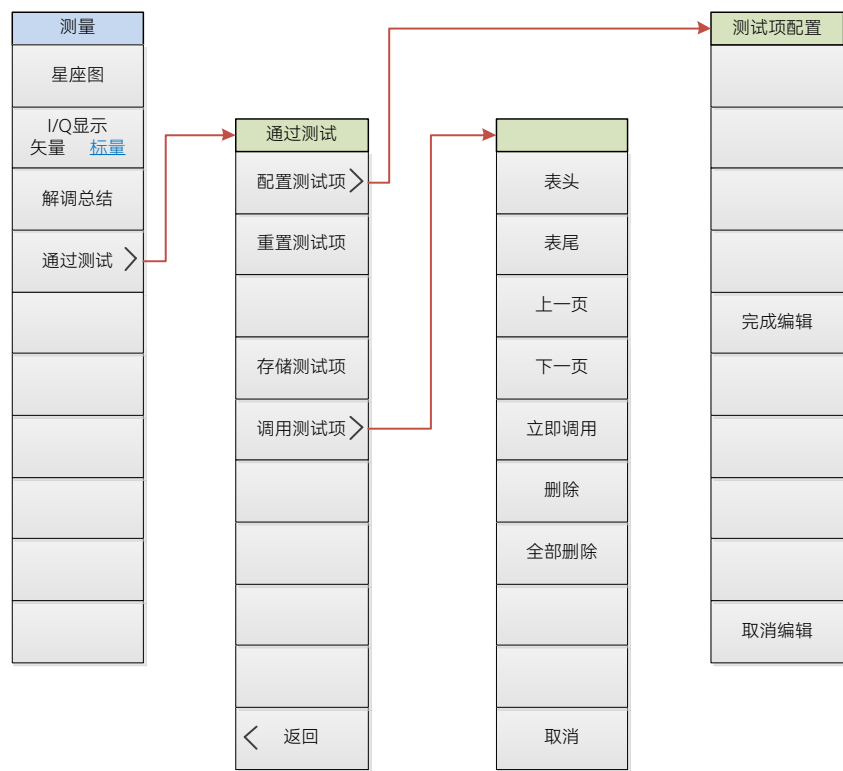 测量
星座图
I/Q显示
矢量 标量
解调总结
通过测试
通过测试
配置测试项
重置测试项
存储测试项
调用测试项
返回
表头
表尾
上一页
下一页
立即调用
删除
全部删除
取消
测试项配置
完成编辑
取消编辑